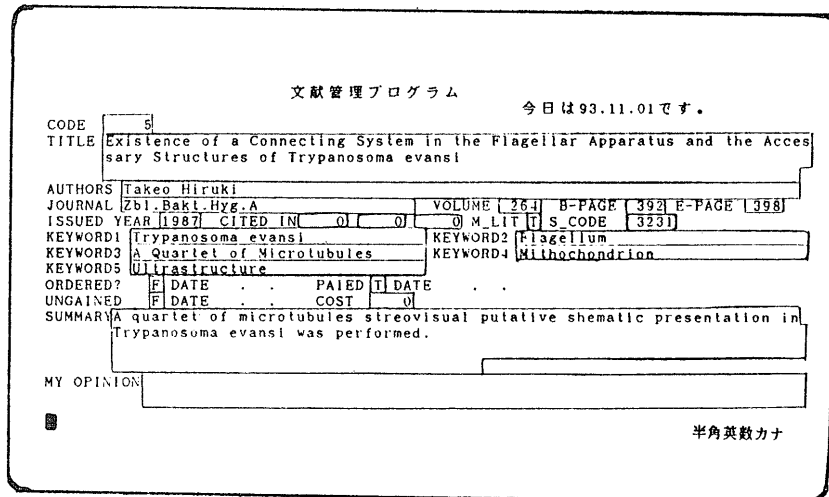 文献管理プログラム
今日は93.11.01です。
CODE 5
TITLE Existence of a Connecting System in the Flagellar Apparatus and the Acces
sary Structures of Trypanosoma evansi
AUTHORS Takeo Hiruki
JOURNAL Zbl.Bakt.Hyg.A VOLUME 264 B-PAGE 392 E-PAGE 398
ISSUED YEAR 1987 CITED IN 0 0 0 M_LIT T S_CODE 3231
KEYWORD1 Trypanosoma evansi KEYWORD2 Flagellum
KEYWORD3 A Quartet of Microtubules KEYWORD4 Mithochondrion
KEYWORD5 Ultrastructure
ORDERED? F DATE . . PAIED T DATE . .
UNGAINED F DATE . . COST 0
SUMMARY A quartet of microtubules streovisual putative shematic presentation in
Trypanosoma evansi was performed.
MY OPINION
半角英数カナ